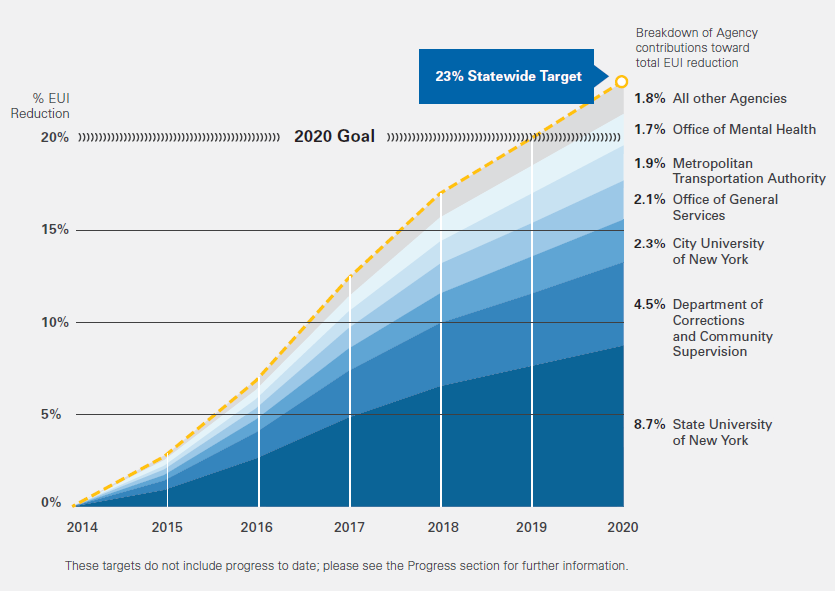 Breakdown of Agency
contributions toward
total EUI reduction
23% Statewide Target
% EUI
Reduction
1.8% All other Agencies
20%
2020 Goal
1.7% Office of Mental Health
1.9% Metropolitan
Transportation Authority
2.1% Office of General
Services
15%
2.3% City University
of New York
4.5% Department of
Corrections
and Community
Supervision
10%
5%
8.7% State University
of New York
0%
2014 2015 2016 2017 2018 2019 2020
These targets do not include progress to date; please see the Progress section for further information.